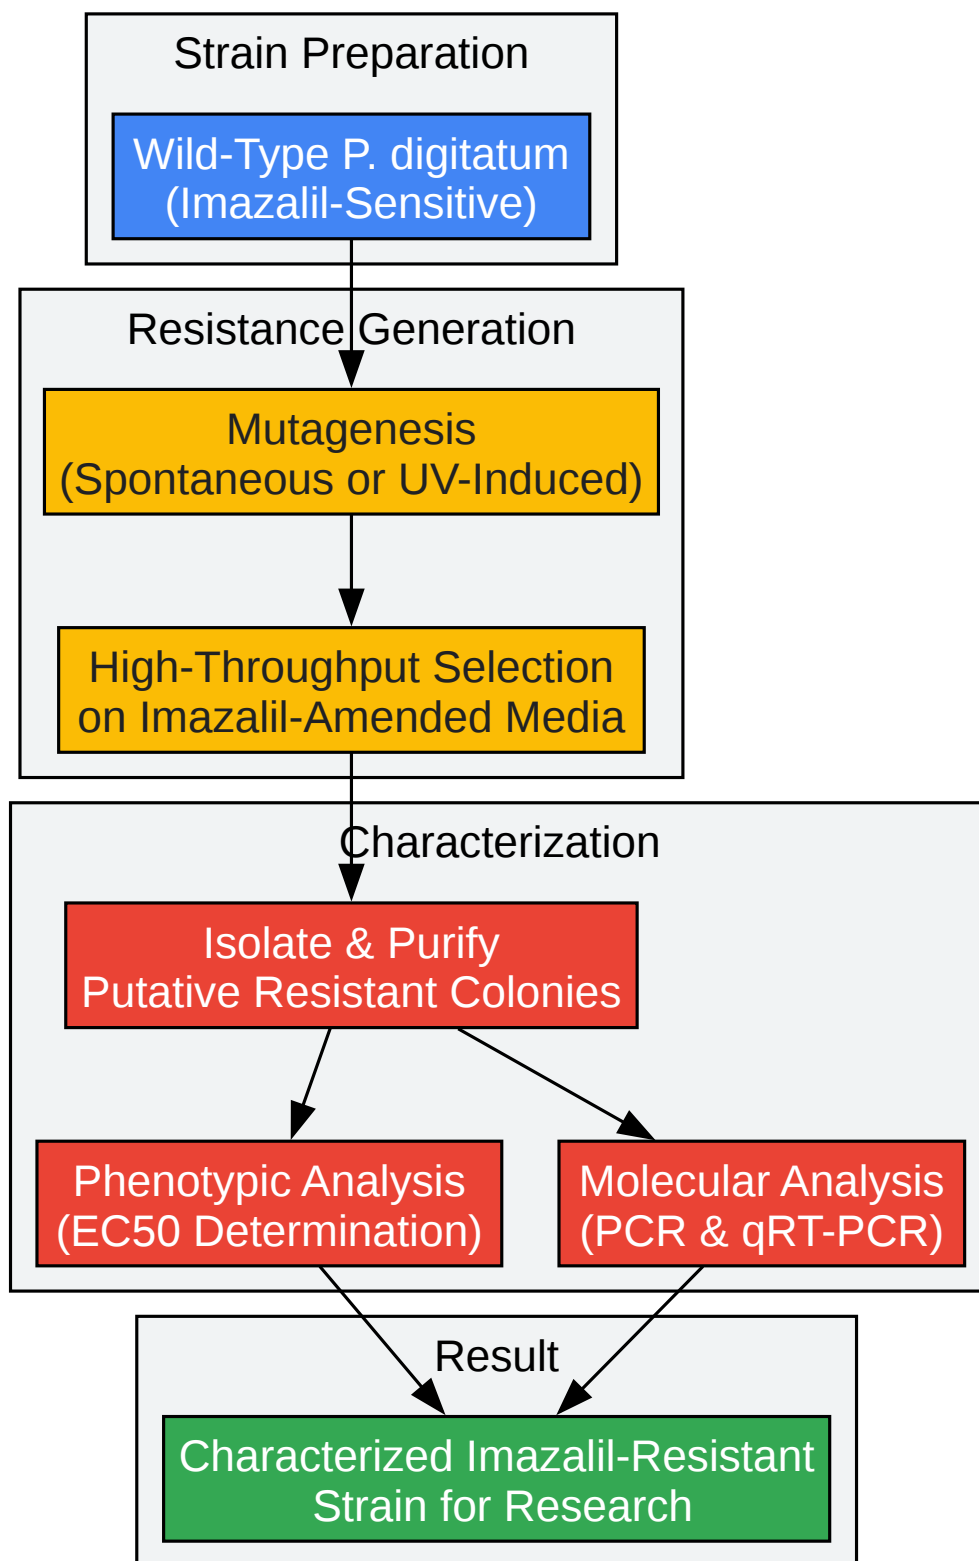 Strain Preparation
Wild-Type P. digitatum
(Imazalil-Sensitive)
Resistance Generation
Mutagenesis
(Spontaneous or UV-Induced)
High-Throughput Selection
on Imazalil-Amended Media
Characterization
Isolate & Purify
Putative Resistant Colonies
Phenotypic Analysis
(EC50 Determination)
Molecular Analysis
(PCR & qRT-PCR)
Result
Characterized Imazalil-Resistant
Strain for Research